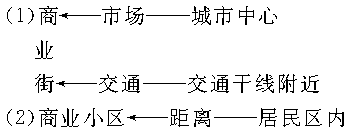 (1)商←——市场——城市中心
业
街←——交通——交通干线附近
(2)商业小区←——距离——居民区内